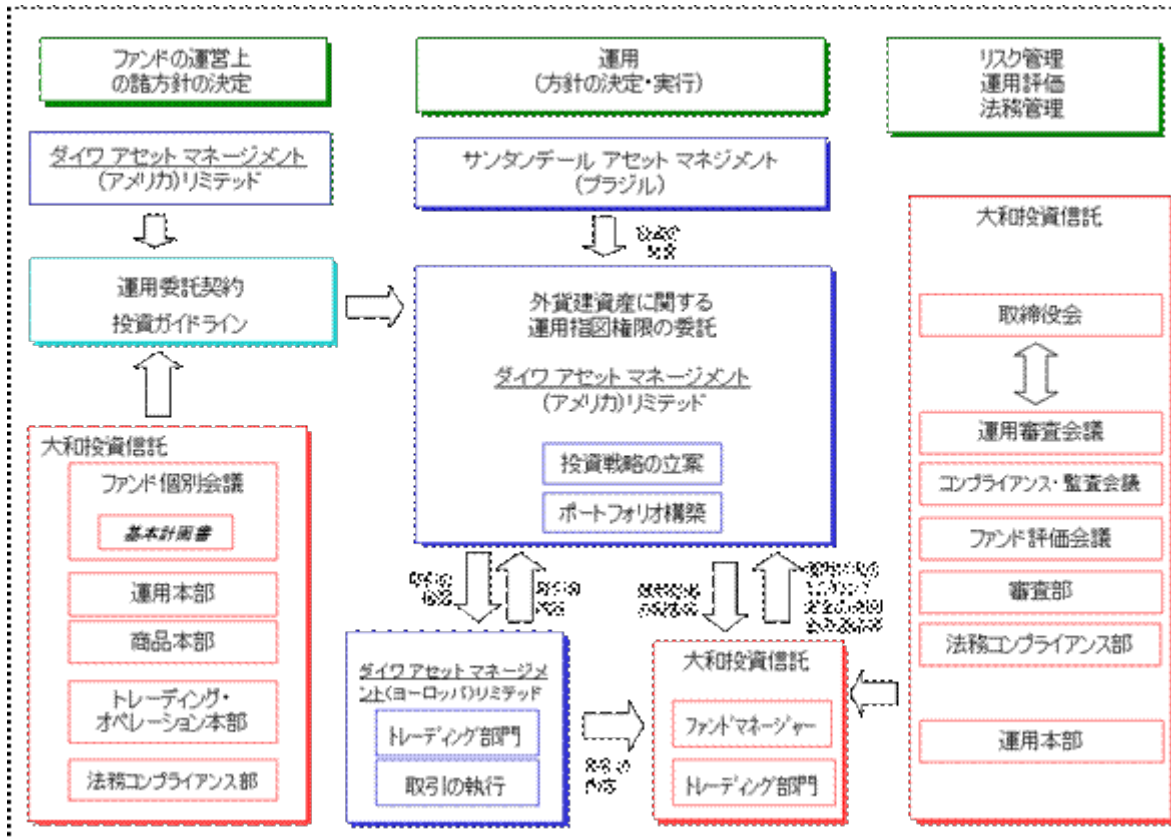 ファンドの運営上
の諸方針の決定
運用
(方針の決定・実行)
リスク管理
運用評価
法務管理
ダイワ アセット マネージメント
(アメリカ)リミテッド
サンタンデール アセット マネジメント
(ブラジル)
大和投資信託
運用委託契約
投資ガイドライン
外貨建資産に関する
運用指図権限の委託
ダイワ アセット マネージメント
(アメリカ)リミテッド
投資戦略の立案
ポートフォリオ構築
取締役会
運用審査会議
コンプライアンス・監査会議
ファンド評価会議
審査部
法務コンプライアンス部
運用本部
大和投資信託
ファンド個別会議
基本計画書
運用本部
商品本部
トレーディング・
オペレーション本部
法務コンプライアンス部
ダイワ アセット マネージメ
ント(ヨーロッパ)リミテッド
トレーディング部門
取引の執行
大和投資信託
ファンドマネージャー
トレーディング部門